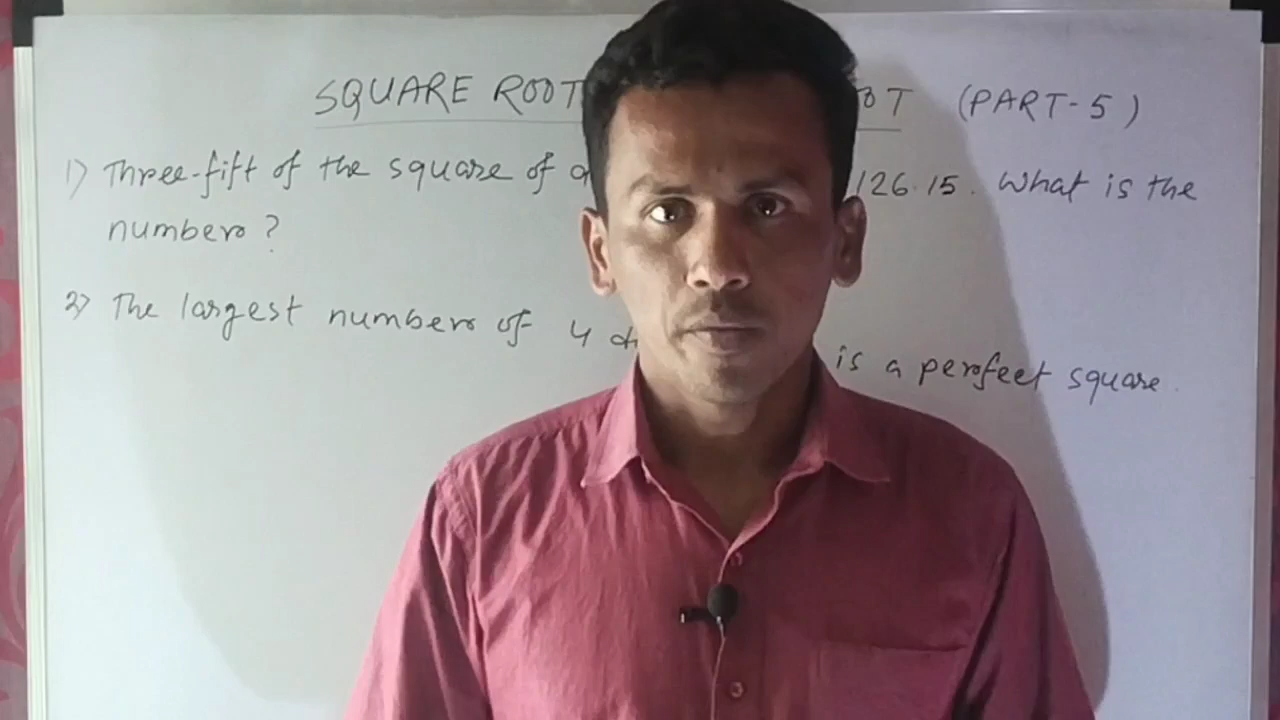 SQUARE ROOT OT (PART-5)
1) Three-fift of the square of a 126.15. What is the
number?
2) The largest number of 4 di is a perfect square.